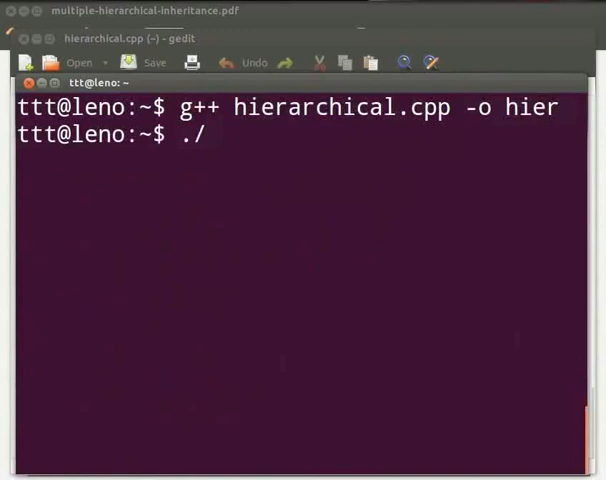 multiple-hierarchical-inheritance.pdf
hierarchical.cpp (~) - gedit
Open Save Undo
ttt@leno: ~
ttt@leno:~$ g++ hierarchical.cpp -o hier
ttt@leno:~$ ./